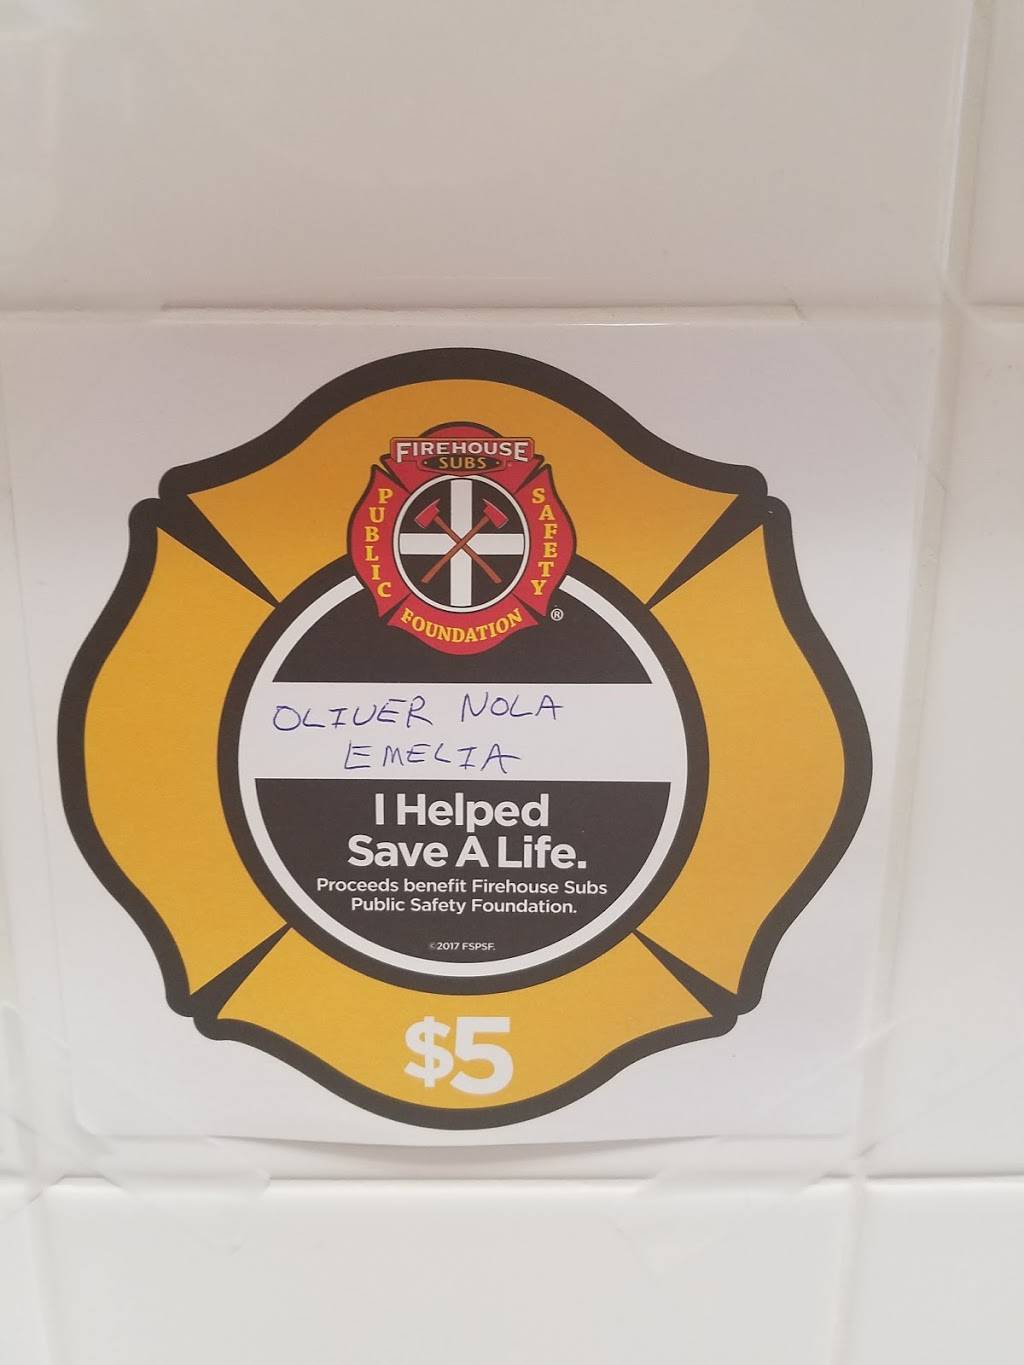 FIREHOUSE
SUBS
PUBLIC
SAFETY
FOUNDATION
®
OLIVER NOLA
EMELIA
I Helped
Save A Life.
Proceeds benefit Firehouse Subs
Public Safety Foundation.
©2017 FSPSF.
$5